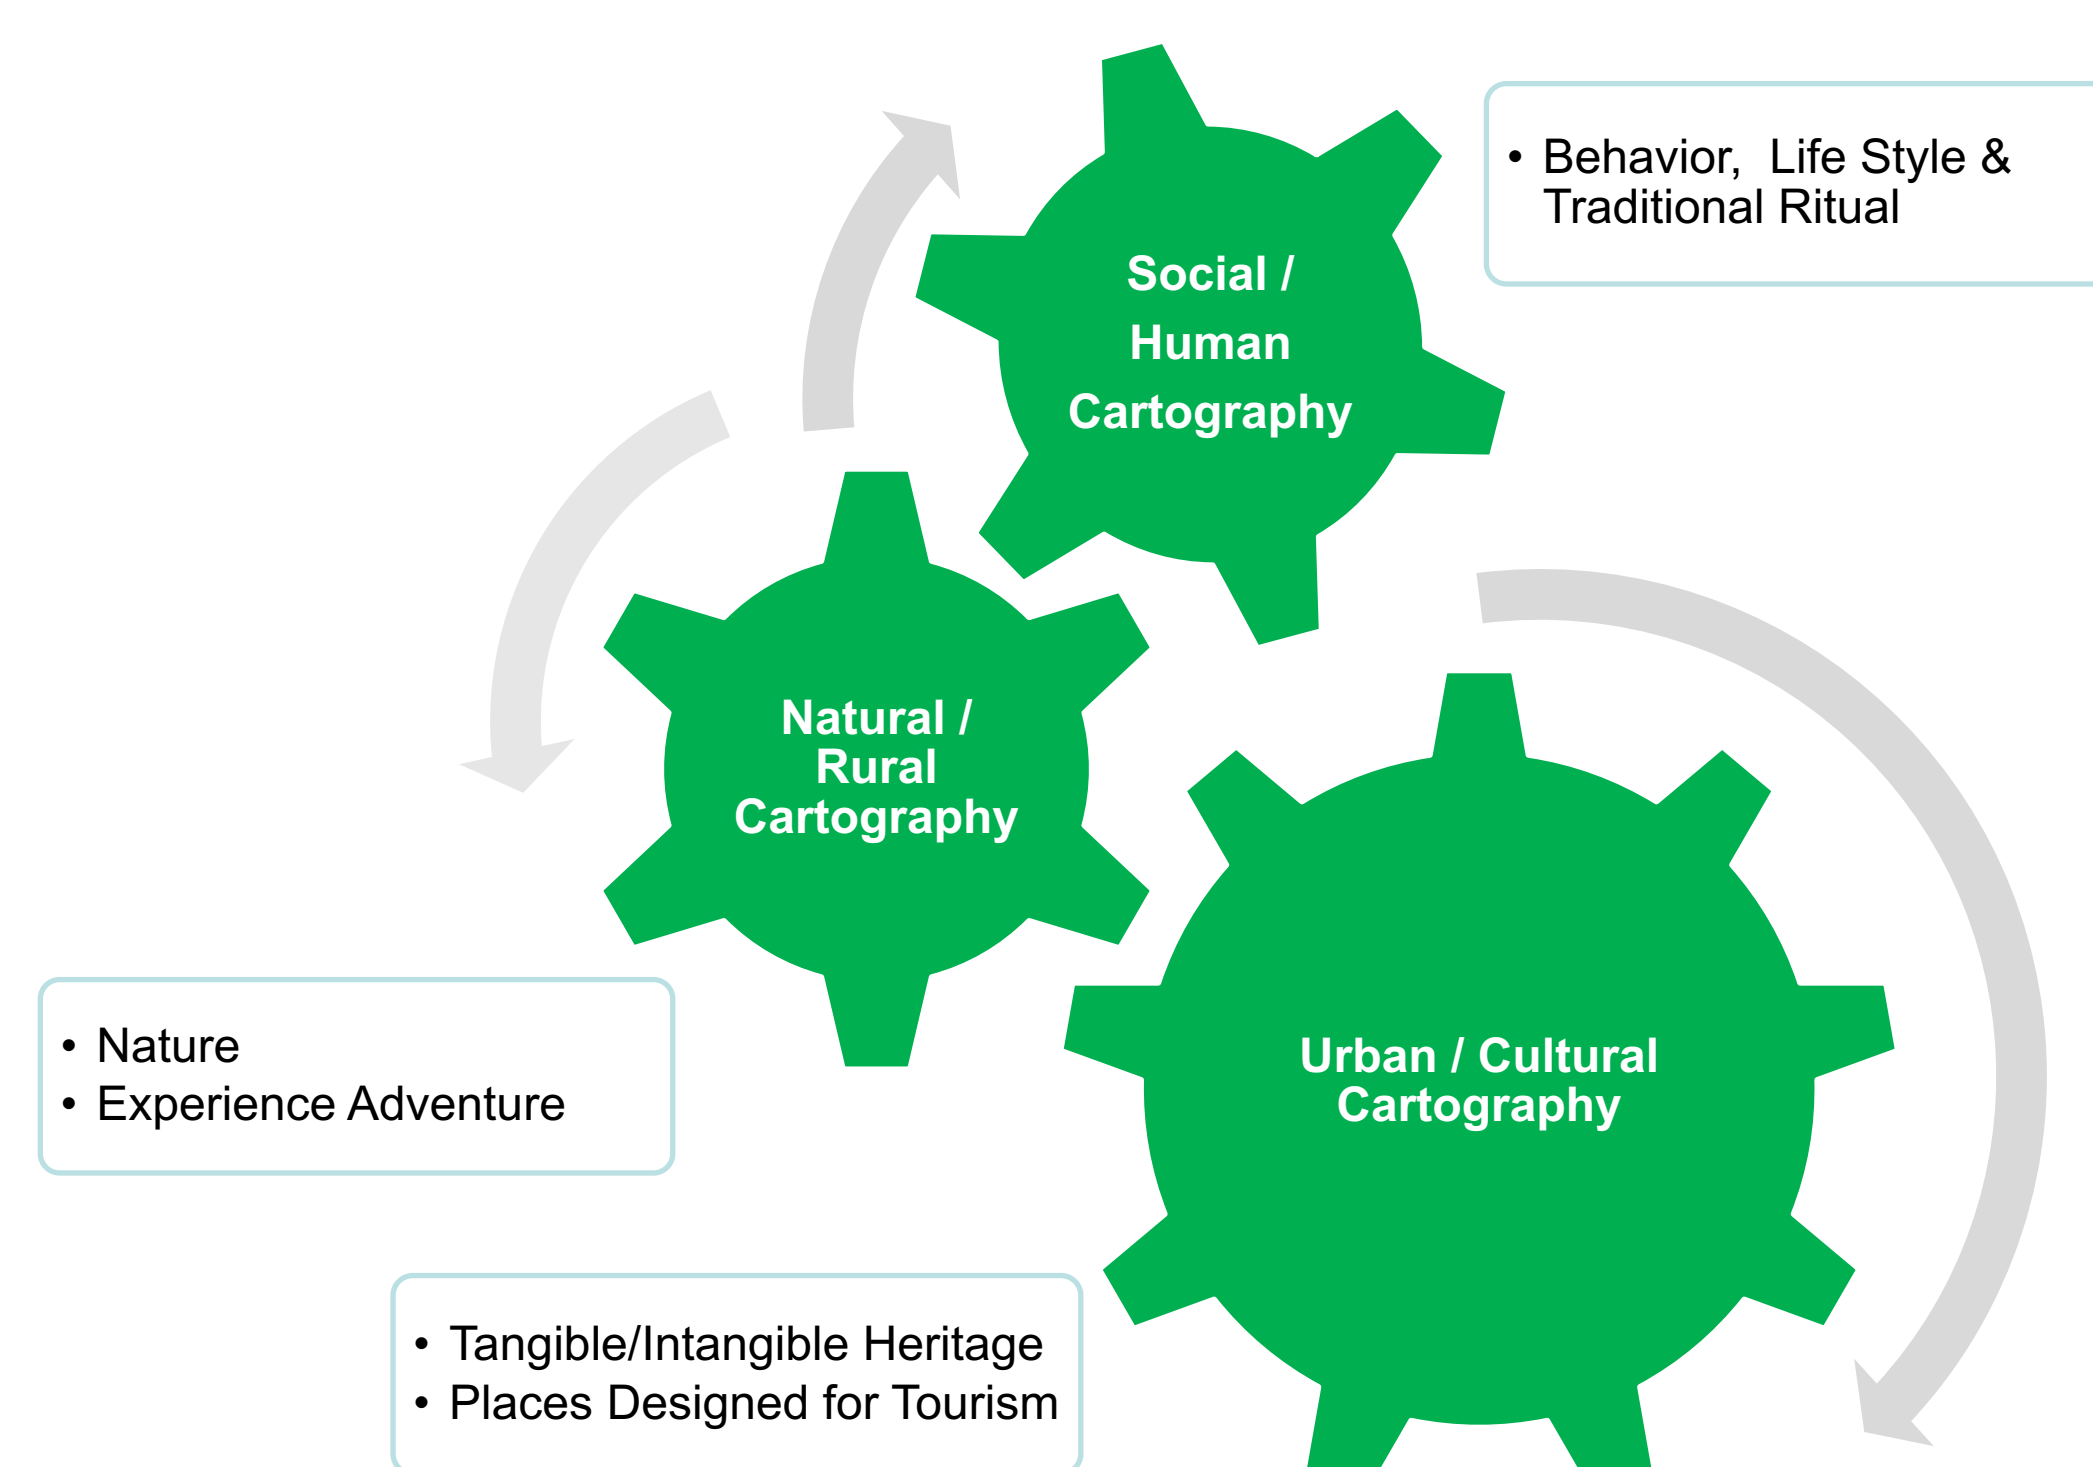 • Behavior,  Life Style &
Traditional Ritual
Social /
Human
Cartography
Natural /
Rural
Cartography
• Nature
• Experience Adventure
Urban / Cultural
Cartography
• Tangible/Intangible Heritage
• Places Designed for Tourism